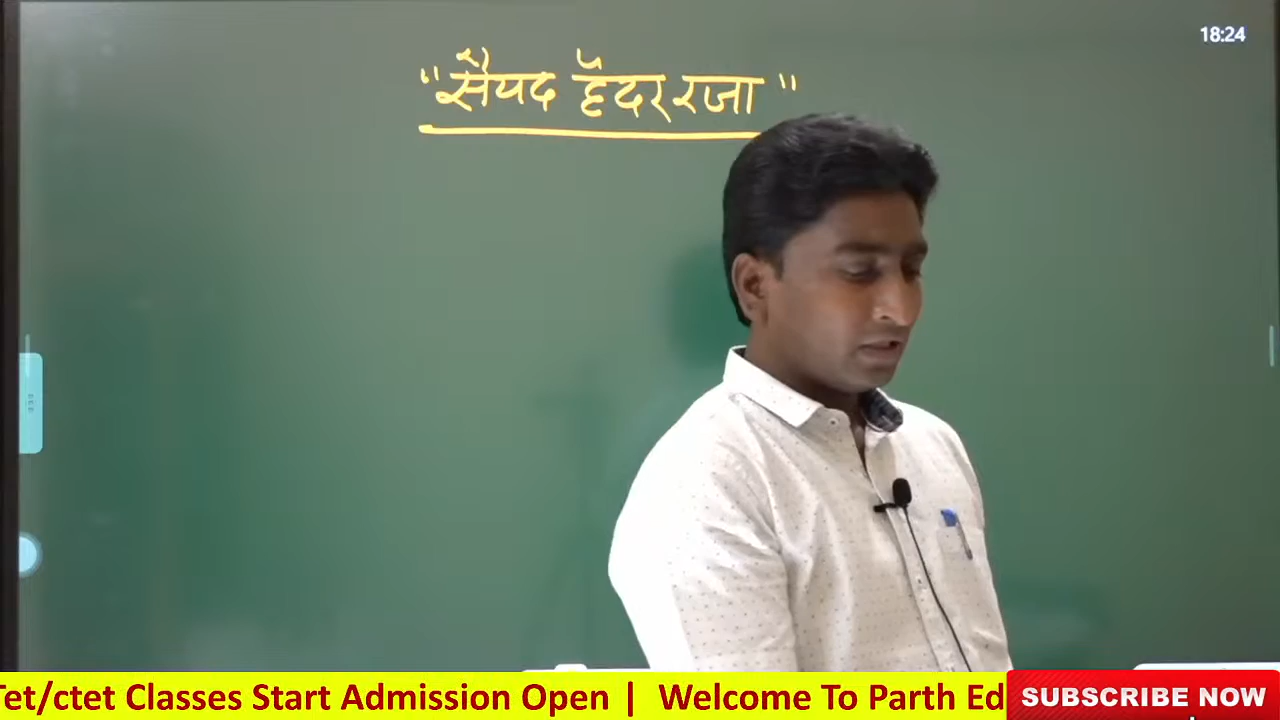 18:24
"सैयद हैदर रजा"
Tet/ctet Classes Start Admission Open | Welcome To Parth Ed
SUBSCRIBE NOW